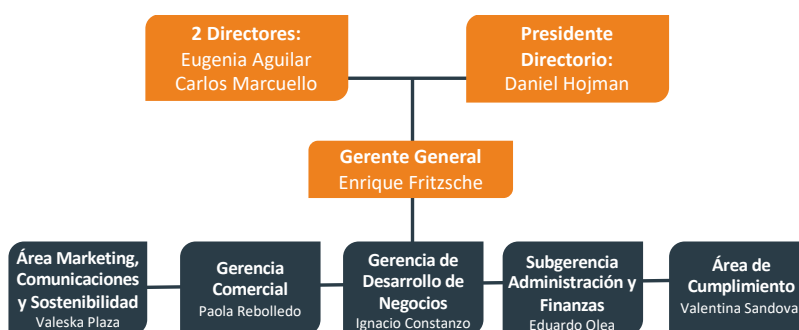 2 Directores:
Eugenia Aguilar
Carlos Marcuello
Presidente
Directorio:
Daniel Hojman
Gerente General
Enrique Fritzsche
Área Marketing,
Comunicaciones
y Sostenibilidad
Valeska Plaza
Gerencia
Comercial
Paola Rebolledo
Gerencia de
Desarrollo de
Negocios
Ignacio Constanzo
Subgerencia
Administración y
Finanzas
Eduardo Olea
Área de
Cumplimiento
Valentina Sandova